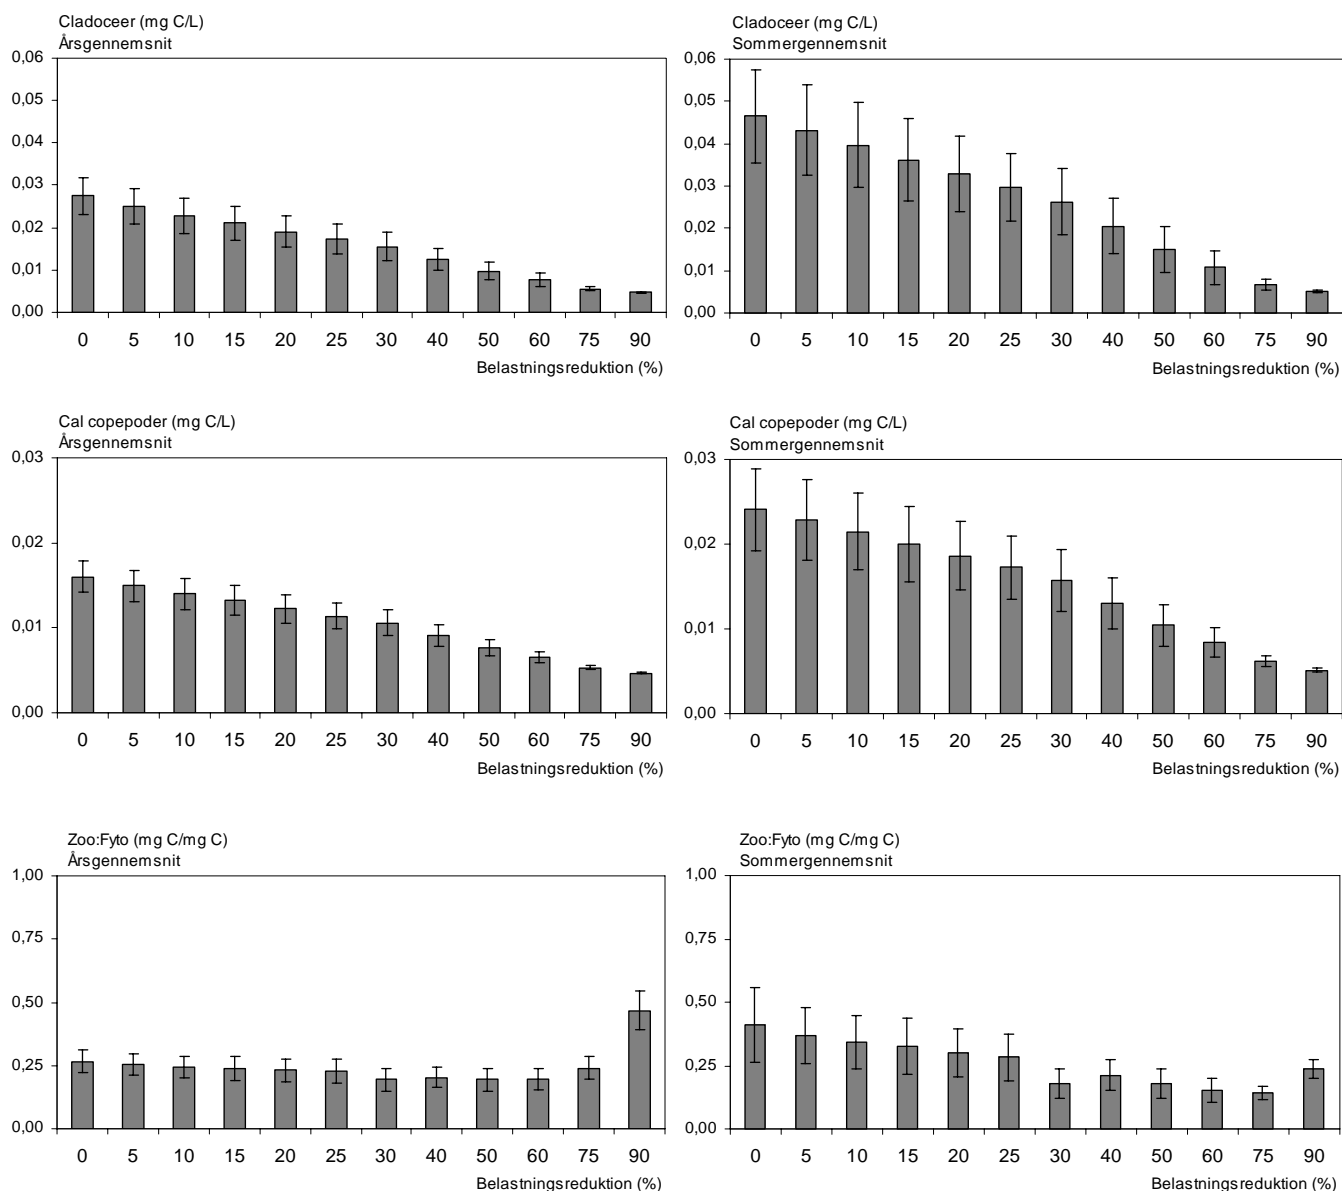 Cladoceer (mg C/L)
Årsgennemsnit
0,06
0,05
0,04
0,03
0,02
0,01
0,00
0 5 10 15 20 25 30 40 50 60 75 90
Belastningsreduktion (%)
Cladoceer (mg C/L)
Sommergennemsnit
0,06
0,05
0,04
0,03
0,02
0,01
0,00
0 5 10 15 20 25 30 40 50 60 75 90
Belastningsreduktion (%)
Cal copepoder (mg C/L)
Årsgennemsnit
0,03
0,02
0,01
0,00
0 5 10 15 20 25 30 40 50 60 75 90
Belastningsreduktion (%)
Cal copepoder (mg C/L)
Sommergennemsnit
0,03
0,02
0,01
0,00
0 5 10 15 20 25 30 40 50 60 75 90
Belastningsreduktion (%)
Zoo:Fyto (mg C/mg C)
Årsgennemsnit
1,00
0,75
0,50
0,25
0,00
0 5 10 15 20 25 30 40 50 60 75 90
Belastningsreduktion (%)
Zoo:Fyto (mg C/mg C)
Sommergennemsnit
1,00
0,75
0,50
0,25
0,00
0 5 10 15 20 25 30 40 50 60 75 90
Belastningsreduktion (%)